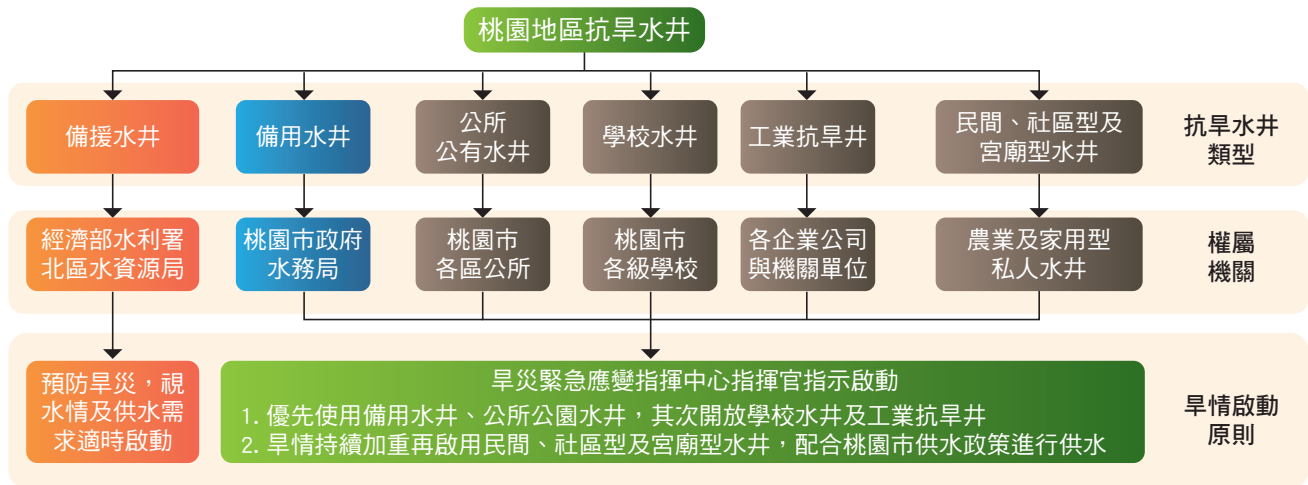 桃園地區抗旱水井
備援水井
備用水井
公所
公有水井
學校水井
工業抗旱井
民間、社區型及
宮廟型水井
抗旱水井
類型
經濟部水利署
北區水資源局
桃園市政府
水務局
桃園市
各區公所
桃園市
各級學校
各企業公司
與機關單位
農業及家用型
私人水井
權屬
機關
預防旱災，視
水情及供水需
求適時啟動
旱災緊急應變指揮中心指揮官指示啟動
1. 優先使用備用水井、公所公園水井，其次開放學校水井及工業抗旱井
2. 旱情持續加重再啟用民間、社區型及宮廟型水井，配合桃園市供水政策進行供水
旱情啟動
原則